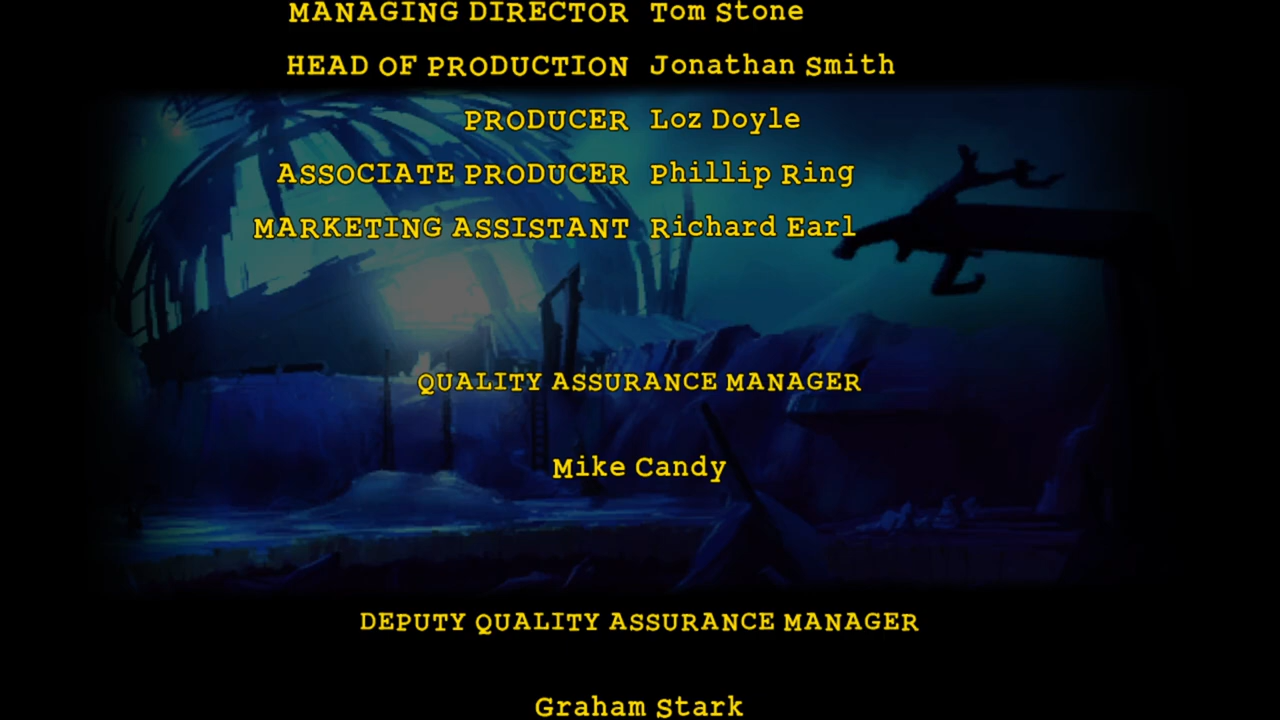 MANAGING DIRECTOR Tom Stone
HEAD OF PRODUCTION Jonathan Smith
PRODUCER Loz Doyle
ASSOCIATE PRODUCER Phillip Ring
MARKETING ASSISTANT Richard Earl
QUALITY ASSURANCE MANAGER
Mike Candy
DEPUTY QUALITY ASSURANCE MANAGER
Graham Stark